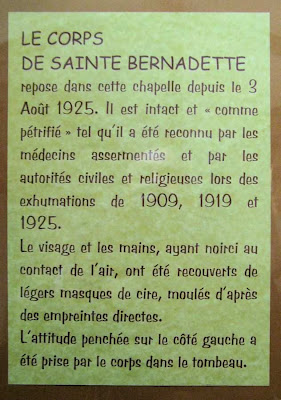 LE CORPS
DE SAINTE BERNADETTE
repose dans cette chapelle depuis le 3
Août 1925. Il est intact et « comme
pétrifié » tel qu'il a été reconnu par les
médecins assermentés et par les
autorités civiles et religieuses lors des
exhumations de 1909, 1919 et
1925.
Le visage et les mains, ayant noirci au
contact de l'air, ont été recouverts de
légers masques de cire, moulés d'après
des empreintes directes.
L'attitude penchée sur le côté gauche a
été prise par le corps dans le tombeau.